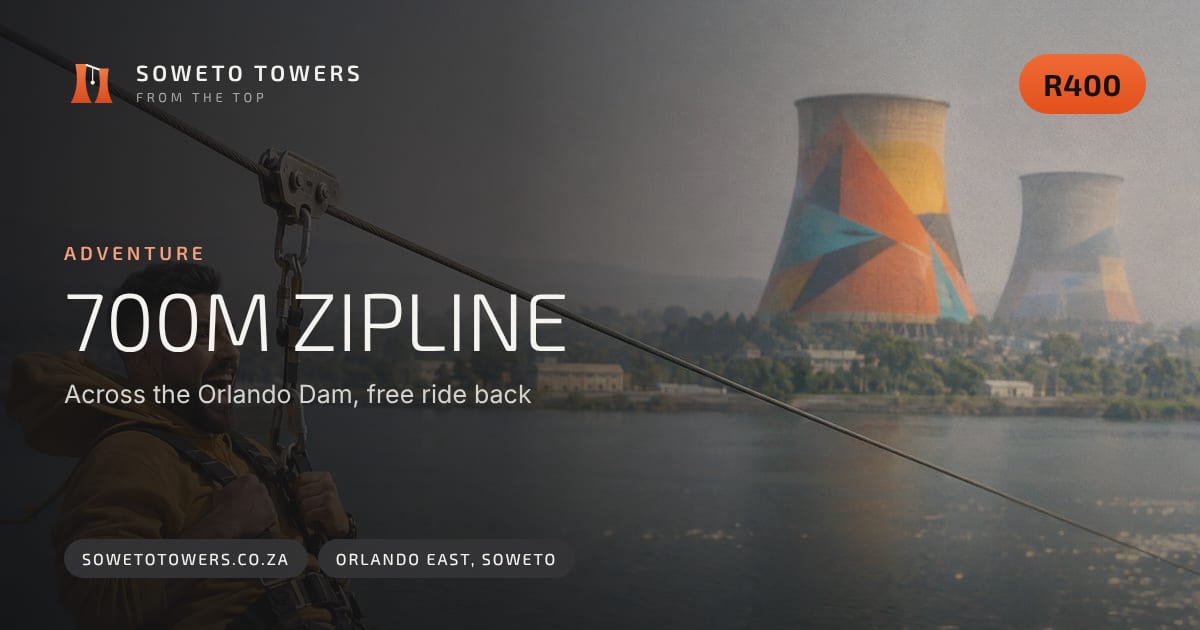 SOWETO TOWERS
FROM THE TOP
R400
ADVENTURE
700M ZIPLINE
Across the Orlando Dam, free ride back
SOWETOTOWERS.CO.ZA
ORLANDO EAST, SOWETO